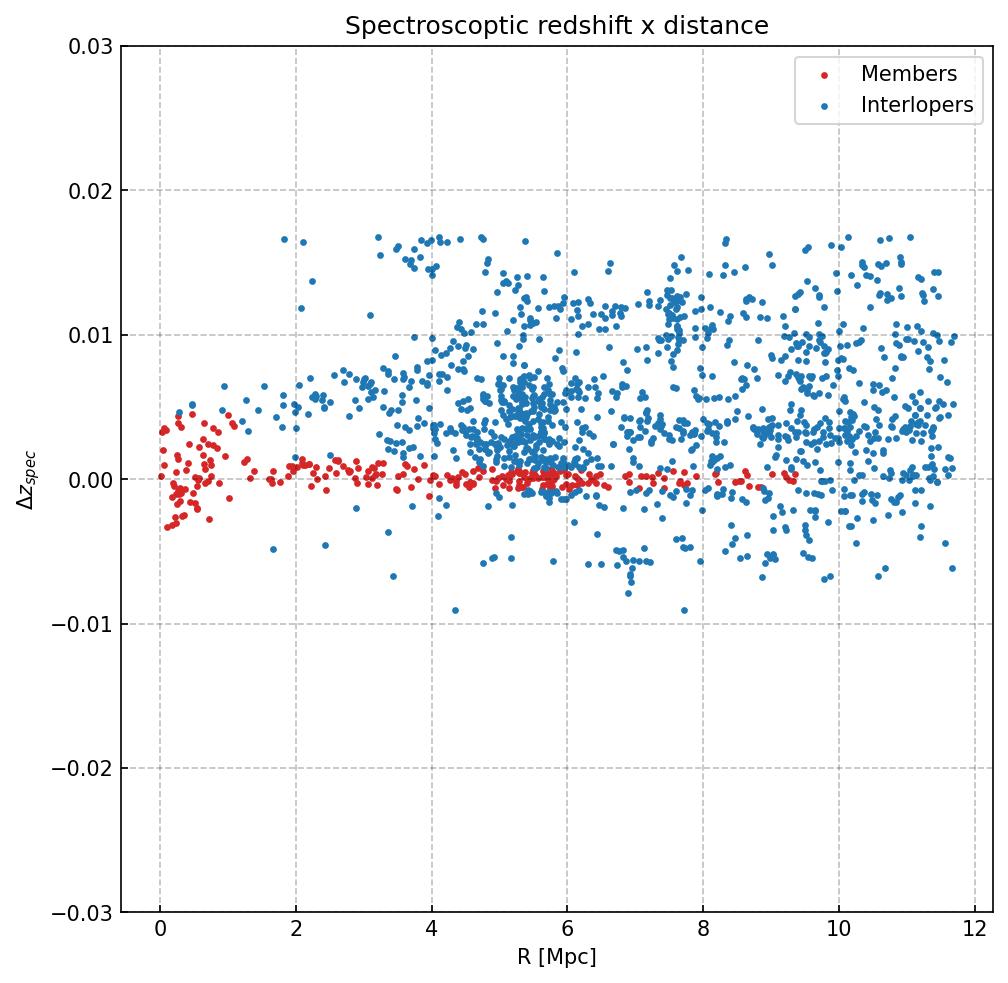 Spectroscoptic redshift x distance
Members
Interlopers
0.03
0.02
0.01
0.00
−0.01
−0.02
−0.03
Δz_spec
0 2 4 6 8 10 12
R [Mpc]